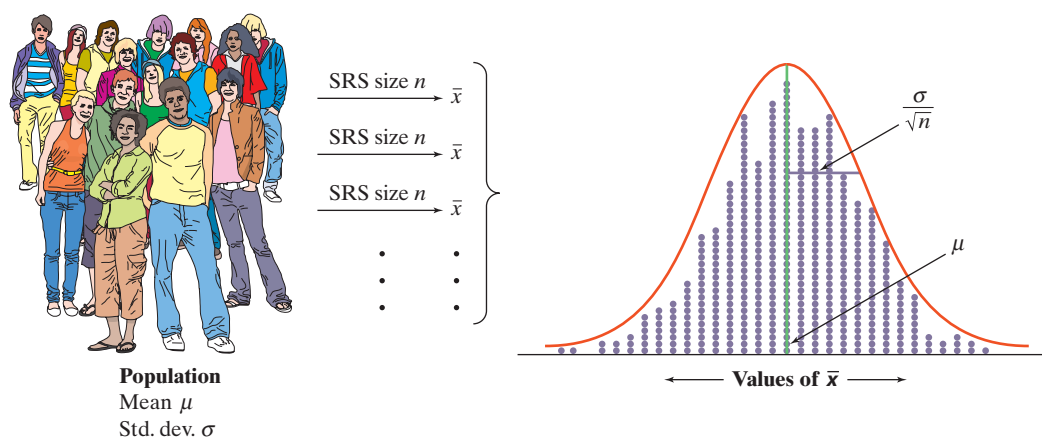 SRS size n
x̄
SRS size n
x̄
SRS size n
x̄
Population
Mean μ
Std. dev. σ
σ/√n
μ
Values of x̄